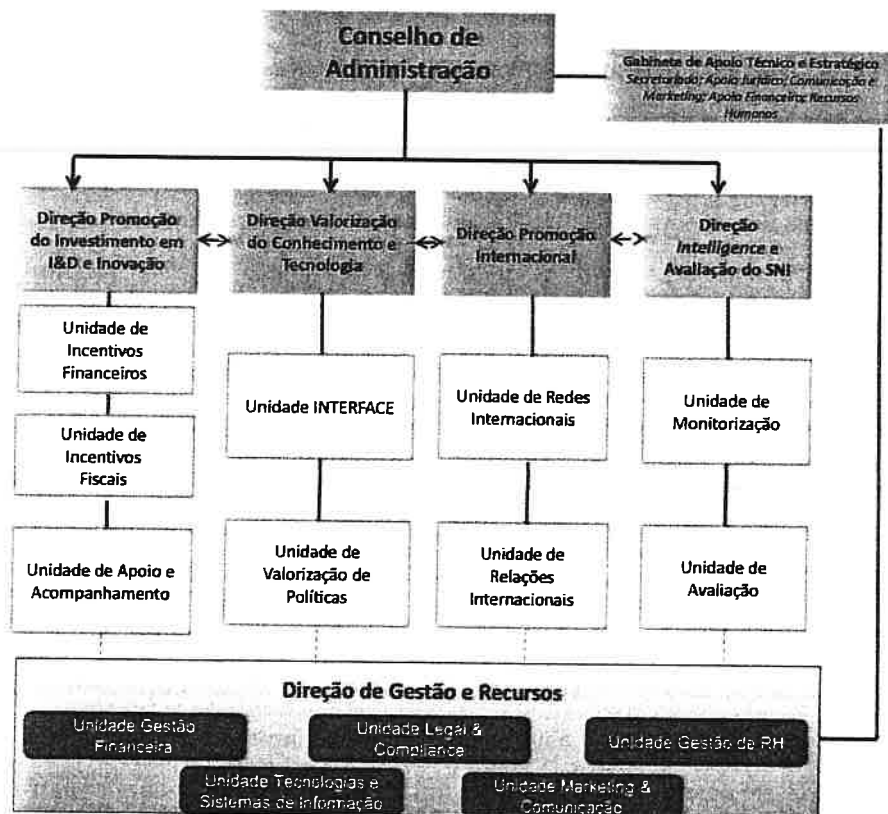 Conselho de
Administração
Gabinete de Apoio Técnico e Estratégico
Secretariado; Apoio Jurídico; Comunicação e
Marketing; Apoio Financeiro; Recursos
Humanos
Direção Promoção
do Investimento em
I&D e Inovação
Direção Valorização
do Conhecimento e
Tecnologia
Direção Promoção
Internacional
Direção
Intelligence e
Avaliação do SNI
Unidade de
Incentivos
Financeiros
Unidade de
Incentivos
Fiscais
Unidade de Apoio e
Acompanhamento
Unidade INTERFACE
Unidade de
Valorização de
Políticas
Unidade de Redes
Internacionais
Unidade de
Relações
Internacionais
Unidade de
Monitorização
Unidade de
Avaliação
Direção de Gestão e Recursos
Unidade Gestão
Financeira
Unidade Legal &
Compliance
Unidade Gestão de RH
Unidade Tecnologias e
Sistemas de Informação
Unidade Marketing &
Comunicação